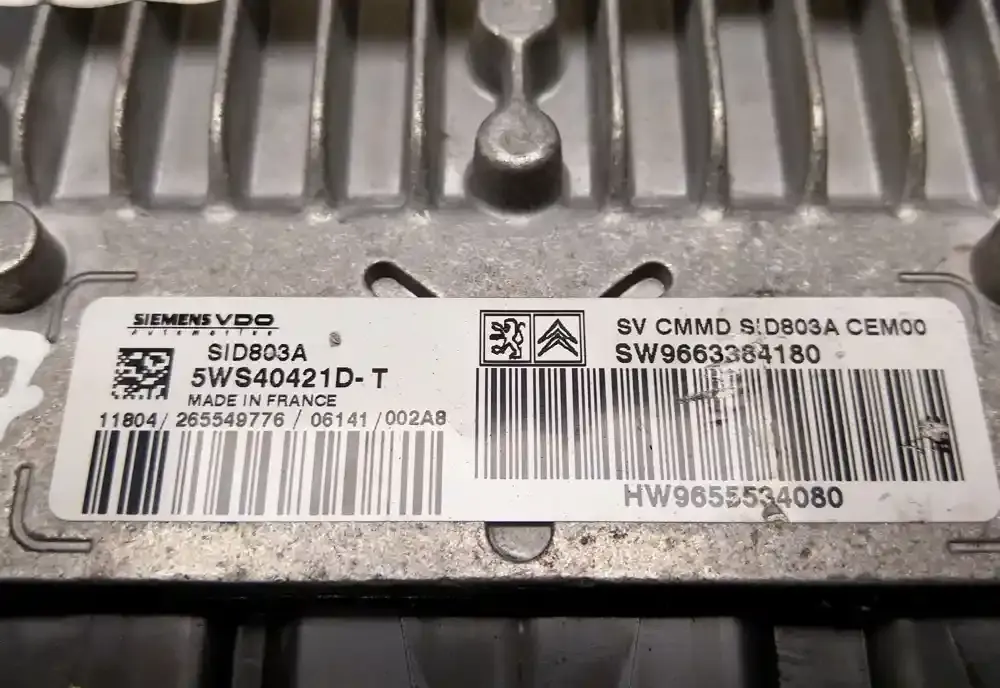 SIEMENS VDO
Automotive
SID803A
5WS40421D-T
MADE IN FRANCE
11804/265549776/06141/002A8
SV CMMD SID803A CEM00
SW9663384180
HW9655534080